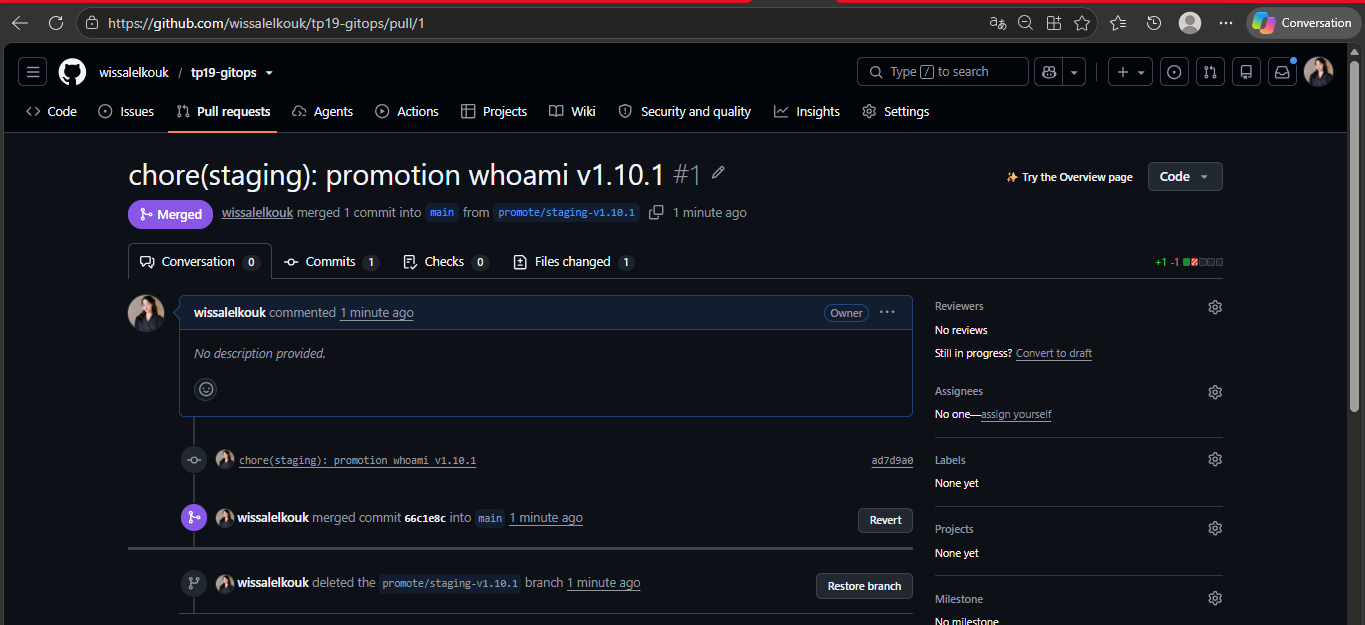 https://github.com/wissalelkouk/tp19-gitops/pull/1
Conversation
wissalelkouk / tp19-gitops
Type / to search
Code Issues Pull requests Agents Actions Projects Wiki Security and quality Insights Settings
chore(staging): promotion whoami v1.10.1 #1
Try the Overview page
Code
Merged wissalelkouk merged 1 commit into main from promote/staging-v1.10.1 1 minute ago
Conversation 0 Commits 1 Checks 0 Files changed 1
+1 -1
wissalelkouk commented 1 minute ago
Owner
No description provided.
chore(staging): promotion whoami v1.10.1
ad7d9a0
wissalelkouk merged commit 66c1e8c into main 1 minute ago
Revert
wissalelkouk deleted the promote/staging-v1.10.1 branch 1 minute ago
Restore branch
Reviewers
No reviews
Still in progress? Convert to draft
Assignees
No one—assign yourself
Labels
None yet
Projects
None yet
Milestone
No milestone